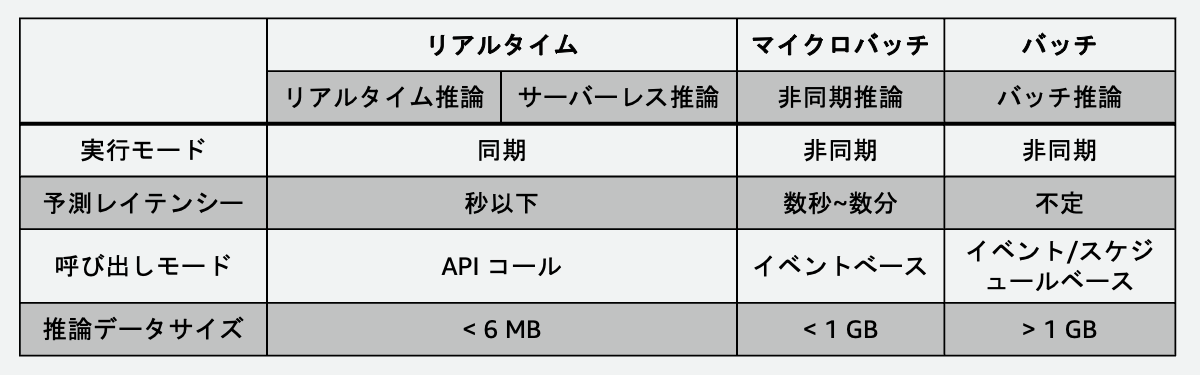 リアルタイム マイクロバッチ バッチ
リアルタイム推論 サーバーレス推論 非同期推論 バッチ推論
実行モード 同期 非同期 非同期
予測レイテンシー 秒以下 数秒~数分 不定
呼び出しモード API コール イベントベース イベント/スケジ
ュールベース
推論データサイズ < 6 MB < 1 GB > 1 GB